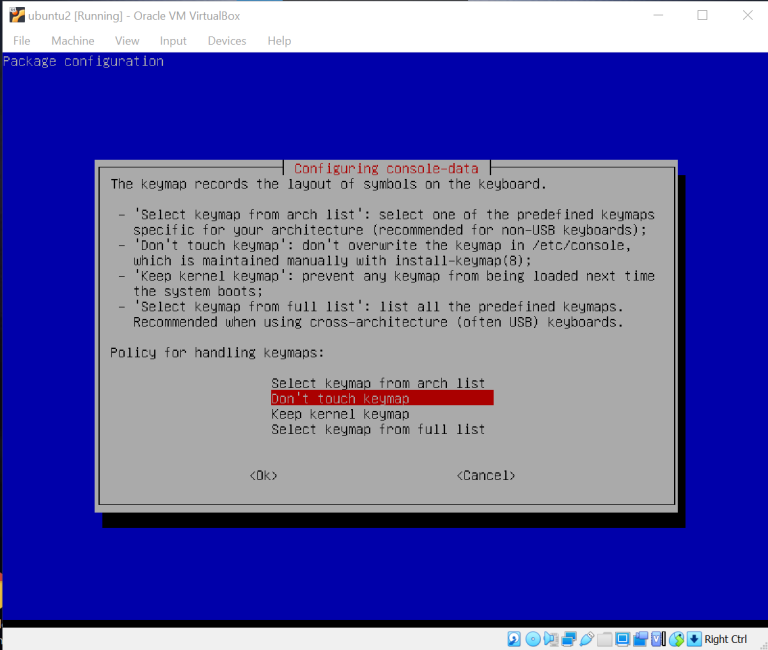 ubuntu2 [Running] - Oracle VM VirtualBox
File Machine View Input Devices Help
Package configuration
Configuring console-data
The keymap records the layout of symbols on the keyboard.
- 'Select keymap from arch list': select one of the predefined keymaps
specific for your architecture (recommended for non-USB keyboards);
- 'Don't touch keymap': don't overwrite the keymap in /etc/console,
which is maintained manually with install-keymap(8);
- 'Keep kernel keymap': prevent any keymap from being loaded next time
the system boots;
- 'Select keymap from full list': list all the predefined keymaps.
Recommended when using cross-architecture (often USB) keyboards.
Policy for handling keymaps:
Select keymap from arch list
Don't touch keymap
Keep kernel keymap
Select keymap from full list
<Ok> <Cancel>
Right Ctrl